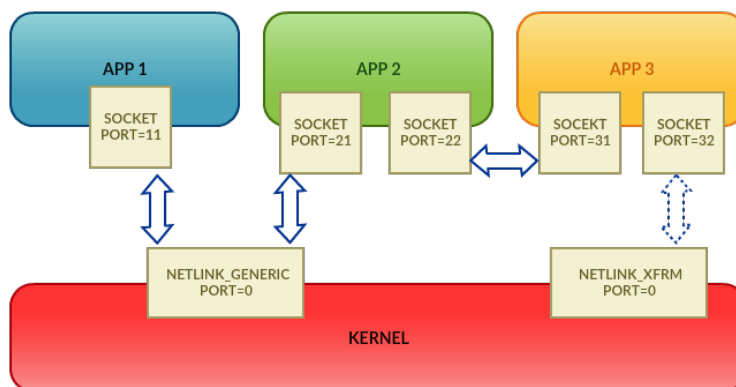 APP 1
APP 2
APP 3
SOCKET
PORT=11
SOCKET
PORT=21
SOCKET
PORT=22
SOCEKT
PORT=31
SOCKET
PORT=32
NETLINK_GENERIC
PORT=0
NETLINK_XFRM
PORT=0
KERNEL